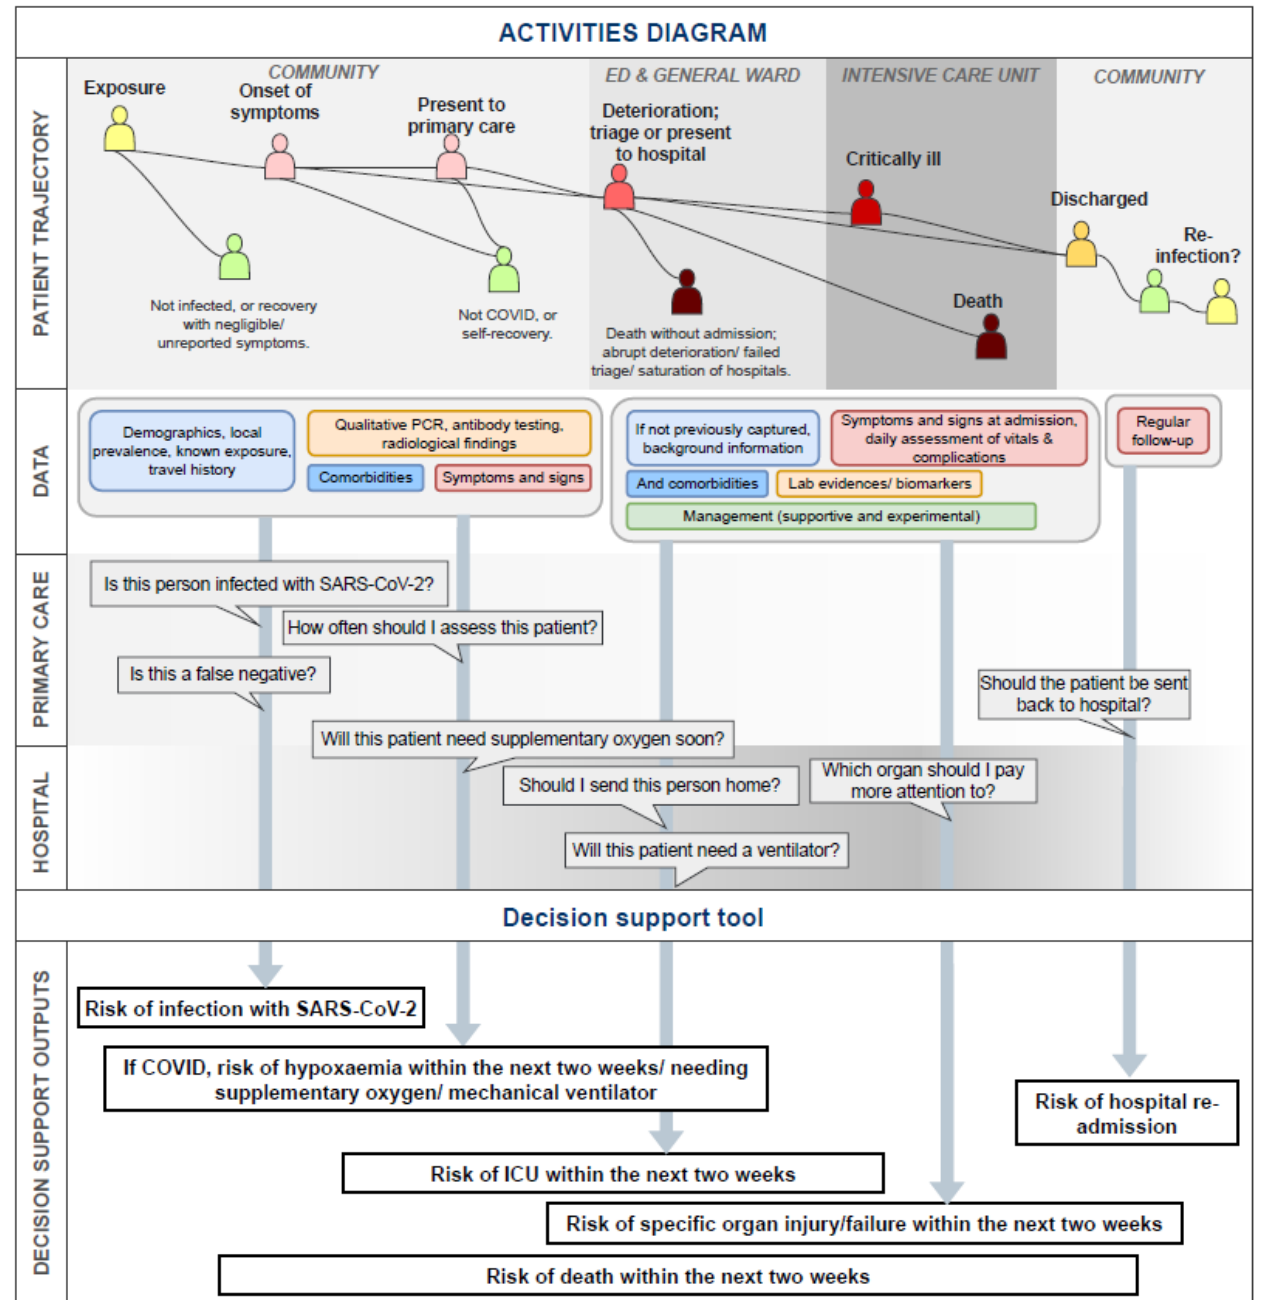 ACTIVITIES DIAGRAM
PATIENT TRAJECTORY
COMMUNITY
ED & GENERAL WARD
INTENSIVE CARE UNIT
COMMUNITY
Exposure
Onset of
symptoms
Present to
primary care
Deterioration;
triage or present
to hospital
Critically ill
Discharged
Re-
infection?
Death
Not infected, or recovery
with negligible/
unreported symptoms.
Not COVID, or
self-recovery.
Death without admission;
abrupt deterioration/ failed
triage/ saturation of hospitals.
DATA
Demographics, local
prevalence, known exposure,
travel history
Qualitative PCR, antibody testing,
radiological findings
Comorbidities
Symptoms and signs
If not previously captured,
background information
Symptoms and signs at admission,
daily assessment of vitals &
complications
And comorbidities
Lab evidences/ biomarkers
Management (supportive and experimental)
Regular
follow-up
PRIMARY CARE
Is this person infected with SARS-CoV-2?
How often should I assess this patient?
Is this a false negative?
Should the patient be sent
back to hospital?
HOSPITAL
Will this patient need supplementary oxygen soon?
Should I send this person home?
Which organ should I pay
more attention to?
Will this patient need a ventilator?
Decision support tool
DECISION SUPPORT OUTPUTS
Risk of infection with SARS-CoV-2
If COVID, risk of hypoxaemia within the next two weeks/ needing
supplementary oxygen/ mechanical ventilator
Risk of hospital re-
admission
Risk of ICU within the next two weeks
Risk of specific organ injury/failure within the next two weeks
Risk of death within the next two weeks